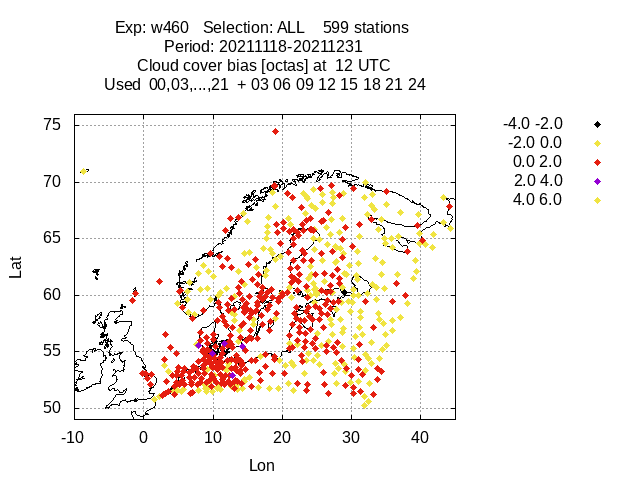 Exp: w460 Selection: ALL 599 stations
Period: 20211118-20211231
Cloud cover bias [octas] at 12 UTC
Used 00,03,...,21 + 03 06 09 12 15 18 21 24
-4.0 -2.0
-2.0 0.0
0.0 2.0
2.0 4.0
4.0 6.0
75
70
65
60
55
50
Lat
-10 0 10 20 30 40
Lon